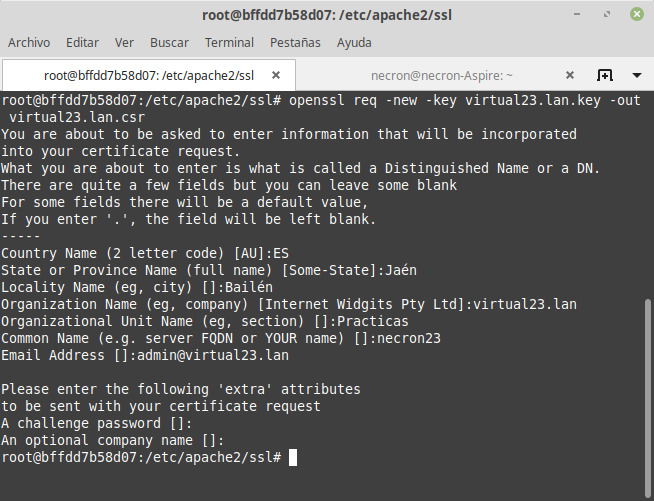 root@bffdd7b58d07: /etc/apache2/ssl
Archivo Editar Ver Buscar Terminal Pestañas Ayuda
root@bffdd7b58d07: /etc/apache2/ssl necron@necron-Aspire: ~
root@bffdd7b58d07:/etc/apache2/ssl# openssl req -new -key virtual23.lan.key -out
virtual23.lan.csr
You are about to be asked to enter information that will be incorporated
into your certificate request.
What you are about to enter is what is called a Distinguished Name or a DN.
There are quite a few fields but you can leave some blank
For some fields there will be a default value,
If you enter '.', the field will be left blank.
-----
Country Name (2 letter code) [AU]:ES
State or Province Name (full name) [Some-State]:Jaén
Locality Name (eg, city) []:Bailén
Organization Name (eg, company) [Internet Widgits Pty Ltd]:virtual23.lan
Organizational Unit Name (eg, section) []:Practicas
Common Name (e.g. server FQDN or YOUR name) []:necron23
Email Address []:admin@virtual23.lan
Please enter the following 'extra' attributes
to be sent with your certificate request
A challenge password []:
An optional company name []:
root@bffdd7b58d07:/etc/apache2/ssl#